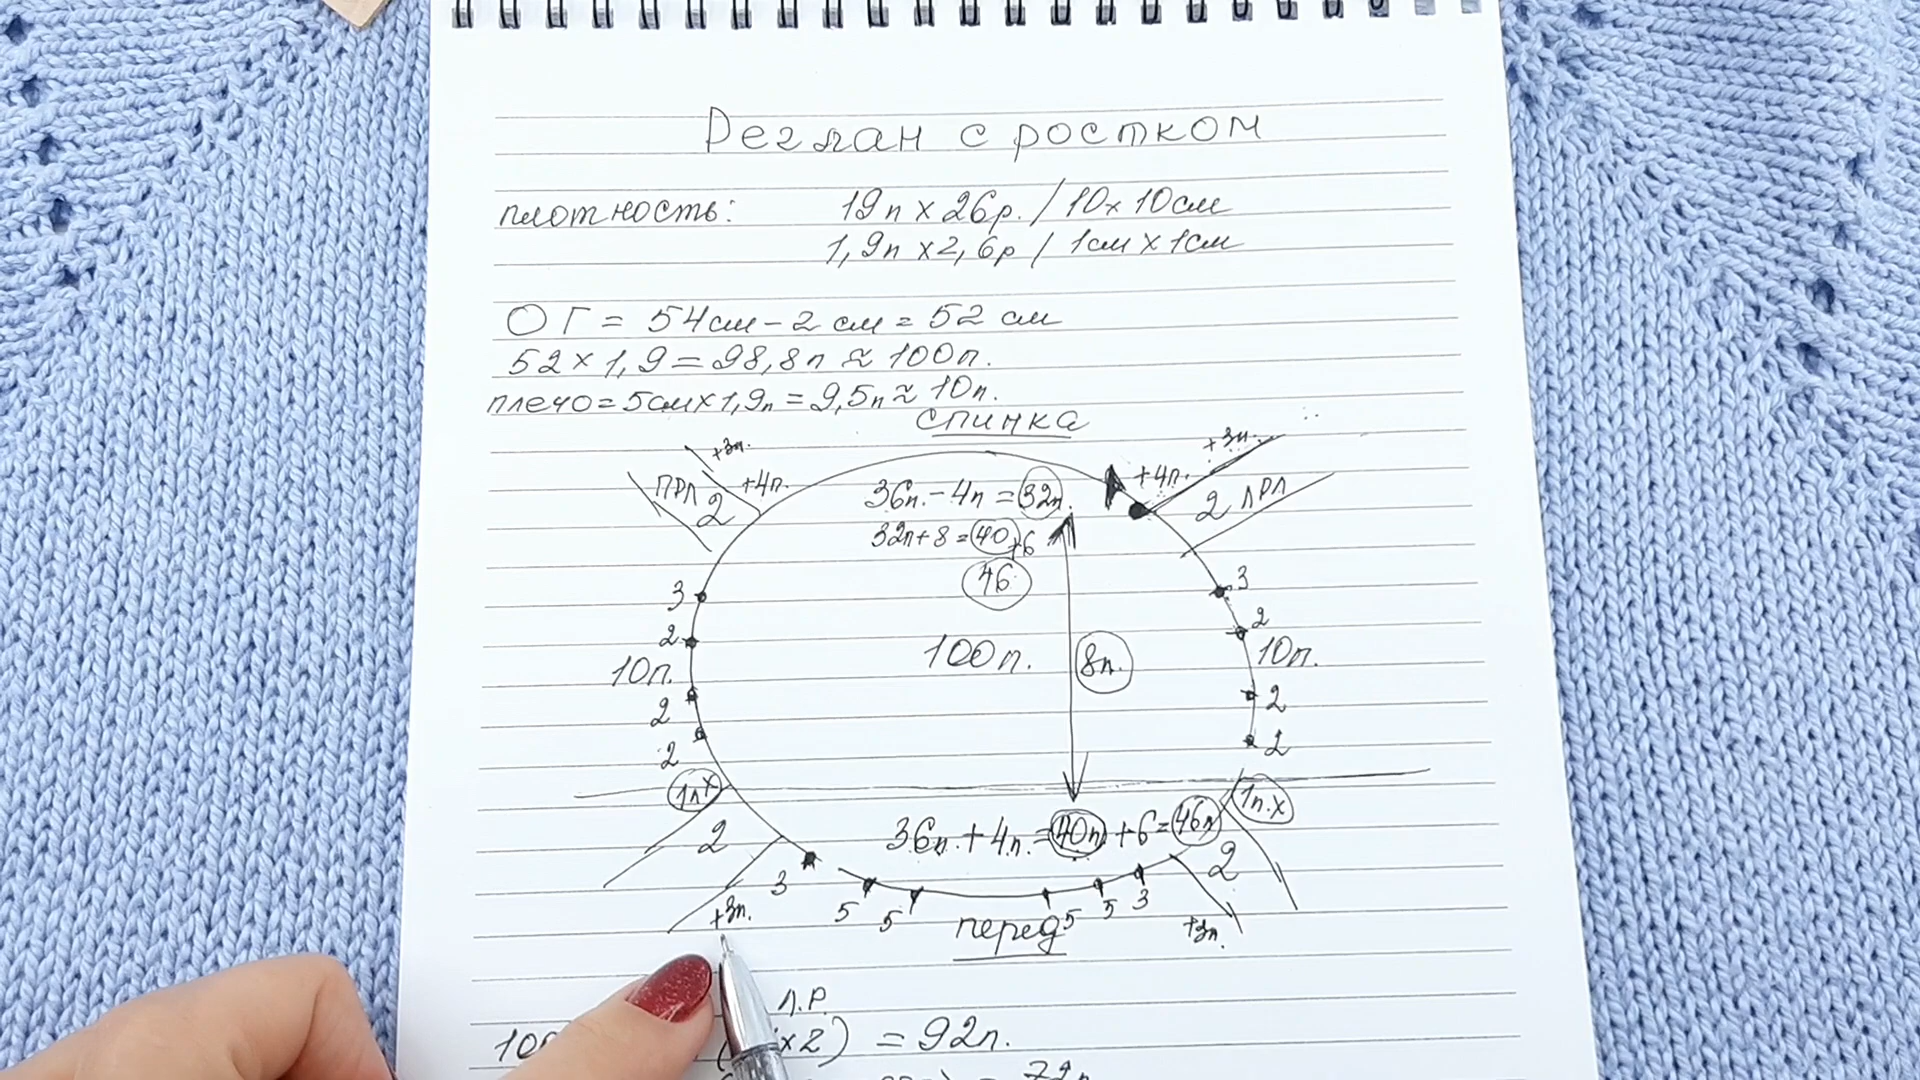 Реглан с ростком
плотность: 19п х 26р. / 10х10см
1,9п х 2,6р / 1см х 1см
ОГ = 54см - 2 см = 52 см
52 х 1,9 = 98,8п ≈ 100п.
плечо = 5см х 1,9п = 9,5п ≈ 10п.
спинка
+3п. +3п.
ПРЛ 2 +4п. 36п. - 4п = 32п. +4п. 2 ЛРЛ
32п + 8 = 40 +6
46
3 3
2 2
10п. 100п. 8п. 10п.
2 2
2 2
1п х 1п. х
2 36п. + 4п. = 40п + 6 = 46п 2
3 5 5 5 5 3
+3п. перед +3п.
Л.Р.
х2) = 92п.